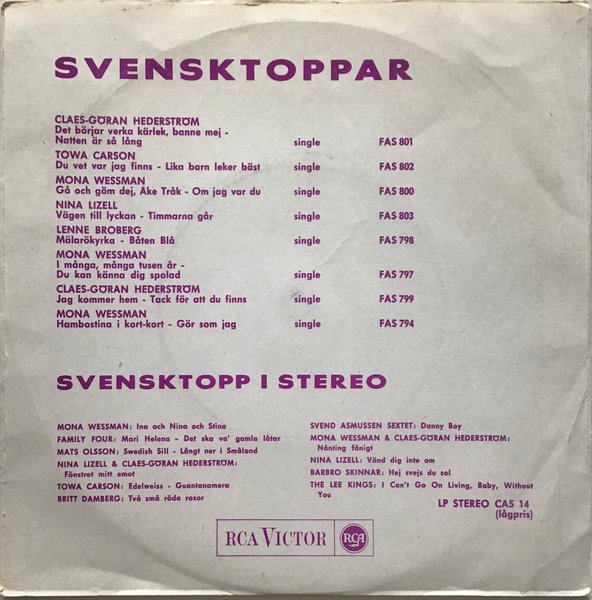 SVENSKTOPPAR
CLAES-GÖRAN HEDERSTRÖM
Det börjar verka kärlek, banne mej -
Natten är så lång single FAS 801
TOWA CARSON
Du vet var jag finns - Lika barn leker bäst single FAS 802
MONA WESSMAN
Gå och göm dej, Åke Tråk - Om jag var du single FAS 800
NINA LIZELL
Vägen till lyckan - Timmarna går single FAS 803
LENNE BROBERG
Mälarökyrka - Båten Blå single FAS 798
MONA WESSMAN
I många, många tusen år -
Du kan känna dig spolad single FAS 797
CLAES-GÖRAN HEDERSTRÖM
Jag kommer hem - Tack för att du finns single FAS 799
MONA WESSMAN
Hambostina i kort-kort - Gör som jag single FAS 794
SVENSKTOPP I STEREO
MONA WESSMAN: Ina och Nina och Stina
FAMILY FOUR: Mari Helena - Det ska va' gamla låtar
MATS OLSSON: Swedish Sill - Långt ner i Småland
NINA LIZELL & CLAES-GÖRAN HEDERSTRÖM:
Fönstret mitt emot
TOWA CARSON: Edelweiss - Guantanamera
BRITT DAMBERG: Två små röda rosor
SVEND ASMUSSEN SEXTET: Danny Boy
MONA WESSMAN & CLAES-GÖRAN HEDERSTRÖM:
Nånting fånigt
NINA LIZELL: Vänd dig inte om
BARBRO SKINNAR: Hej svejs du sol
THE LEE KINGS: I Can't Go On Living, Baby, Without
You
LP STEREO CAS 14
(lågpris)
RCA VICTOR RCA